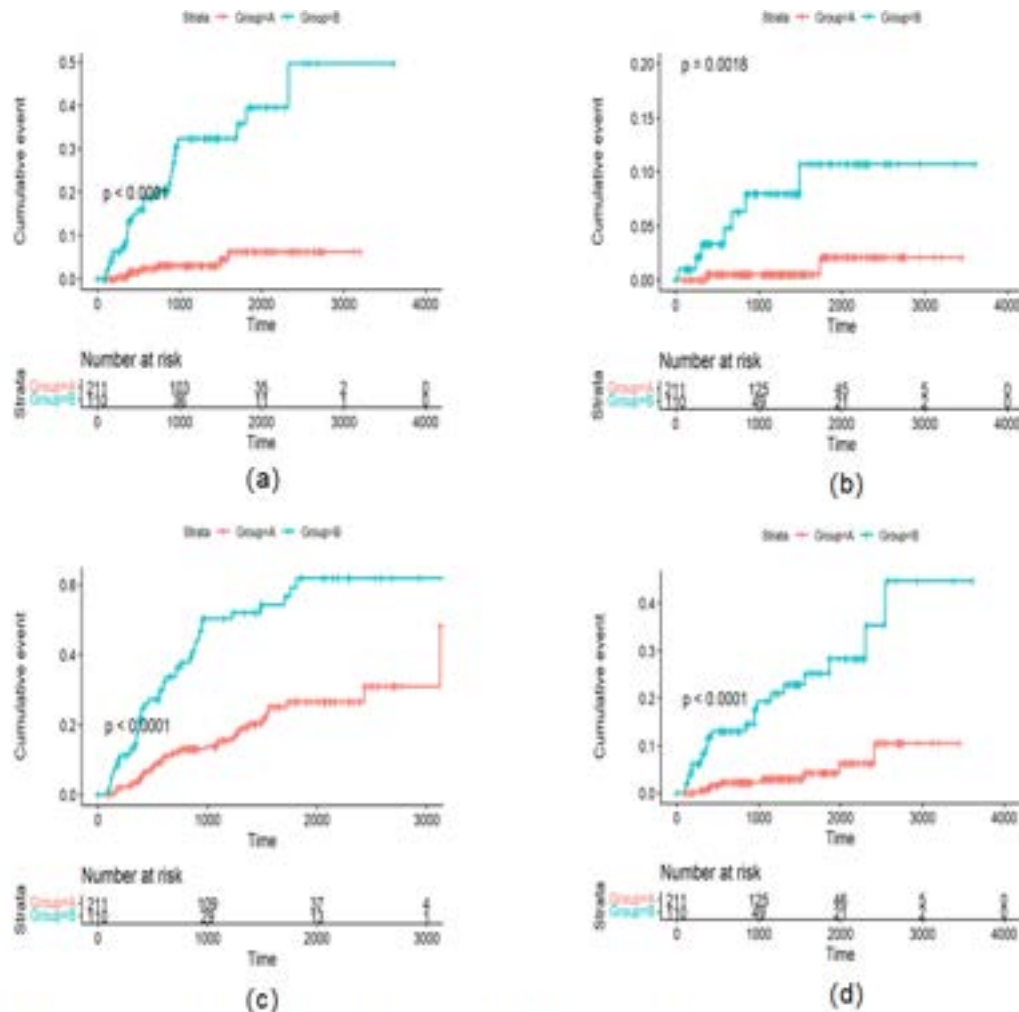 Strata Group=A Group=B
Cumulative event
0.5
0.4
0.3
0.2
0.1
0.0
p < 0.0001
0 1000 2000 3000 4000
Time
Number at risk
Strata
Group=A 211 103 35 2 0
Group=B 110
0 1000 2000 3000 4000
Time
(a)
Strata Group=A Group=B
Cumulative event
0.20
0.15
0.10
0.05
0.00
p = 0.0018
0 1000 2000 3000 4000
Time
Number at risk
Strata
Group=A 211 125 45 5 0
Group=B 110
0 1000 2000 3000 4000
Time
(b)
Strata Group=A Group=B
Cumulative event
0.6
0.4
0.2
0.0
p < 0.0001
0 1000 2000 3000
Time
Number at risk
Strata
Group=A 211 109 37 4
Group=B 110
0 1000 2000 3000
Time
(c)
Strata Group=A Group=B
Cumulative event
0.4
0.3
0.2
0.1
0.0
p < 0.0001
0 1000 2000 3000 4000
Time
Number at risk
Strata
Group=A 211 125 46 5 0
Group=B 110
0 1000 2000 3000 4000
Time
(d)